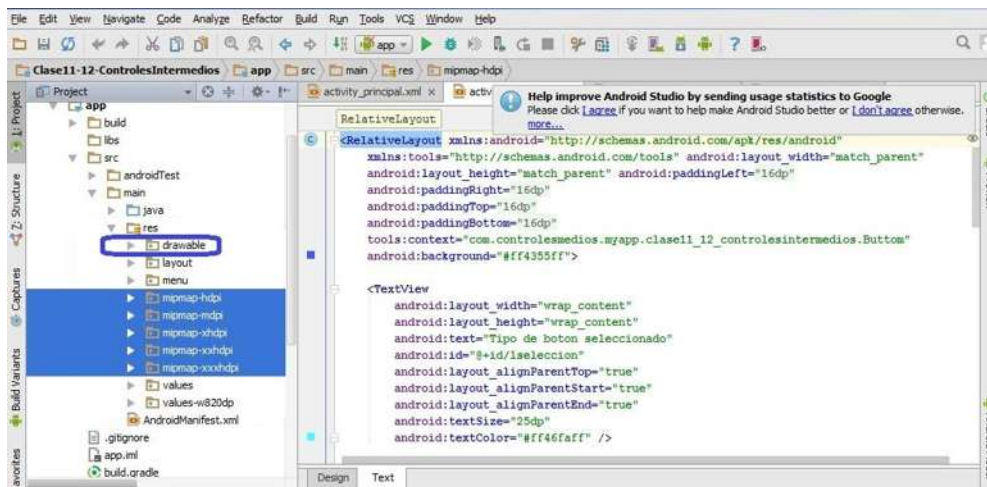 File Edit View Navigate Code Analyze Refactor Build Run Tools VCS Window Help
app
Clase11-12-ControlesIntermedios app src main res mipmap-hdpi
1: Project
Z: Structure
Captures
Build Variants
avorites
Project
app
build
libs
src
androidTest
main
java
res
drawable
layout
menu
mipmap-hdpi
mipmap-mdpi
mipmap-xhdpi
mipmap-xxhdpi
mipmap-xxxhdpi
values
values-w820dp
AndroidManifest.xml
.gitignore
app.iml
build.gradle
activity_principal.xml
activ
Help improve Android Studio by sending usage statistics to Google
Please click I agree if you want to help make Android Studio better or I don't agree otherwise.
more...
RelativeLayout
<RelativeLayout xmlns:android="http://schemas.android.com/apk/res/android"
xmlns:tools="http://schemas.android.com/tools" android:layout_width="match_parent"
android:layout_height="match_parent" android:paddingLeft="16dp"
android:paddingRight="16dp"
android:paddingTop="16dp"
android:paddingBottom="16dp"
tools:context="com.controlesmedios.myapp.clase11_12_controlesintermedios.Buttom"
android:background="#ff4355ff">
<TextView
android:layout_width="wrap_content"
android:layout_height="wrap_content"
android:text="Tipo de boton seleccionado"
android:id="@+id/lseleccion"
android:layout_alignParentTop="true"
android:layout_alignParentStart="true"
android:layout_alignParentEnd="true"
android:textSize="25dp"
android:textColor="#ff46faff" />
Design Text